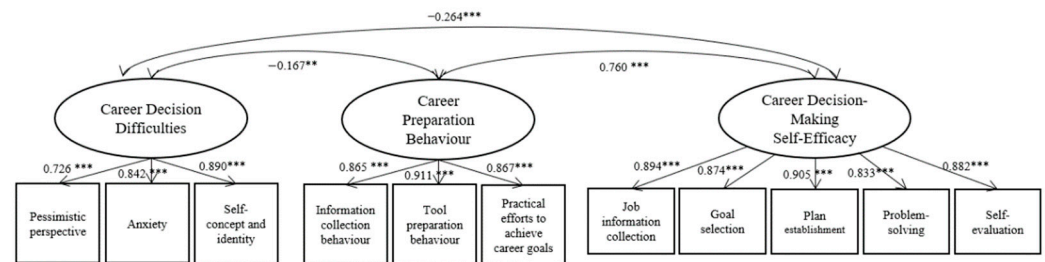 −0.264***
−0.167**
0.760 ***
Career Decision
Difficulties
Career
Preparation
Behaviour
Career Decision-
Making
Self-Efficacy
0.726 ***
0.842***
0.890***
0.865 ***
0.911***
0.867***
0.894***
0.874***
0.905 ***
0.833***
0.882***
Pessimistic
perspective
Anxiety
Self-
concept and
identity
Information
collection
behaviour
Tool
preparation
behaviour
Practical
efforts to
achieve
career goals
Job
information
collection
Goal
selection
Plan
establishment
Problem-
solving
Self-
evaluation